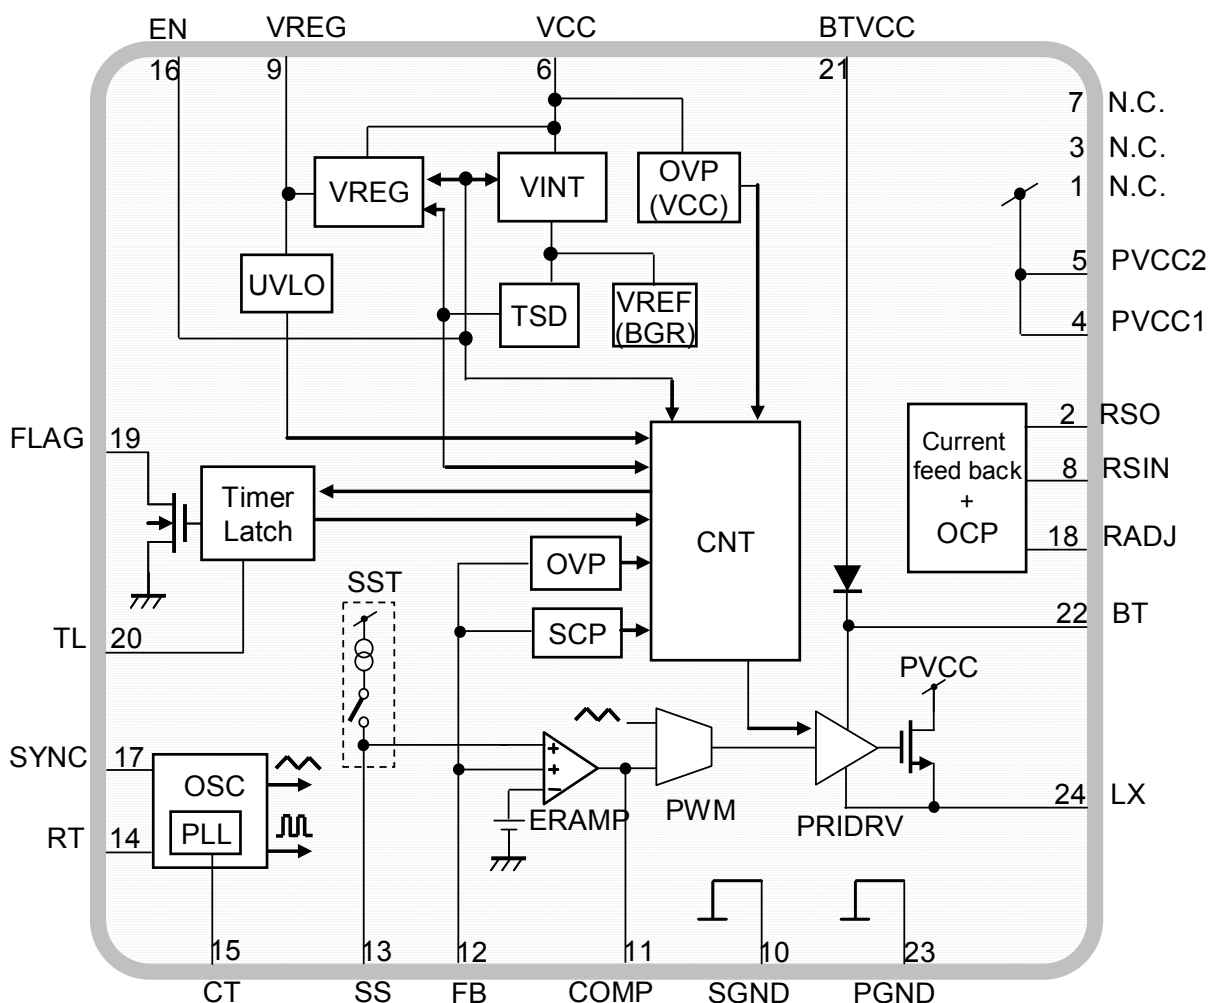 EN
VREG
VCC
BTVCC
16
9
6
21
7 N.C.
3 N.C.
1 N.C.
VREG
VINT
OVP
(VCC)
5 PVCC2
UVLO
TSD
VREF
(BGR)
4 PVCC1
FLAG 19
2 RSO
Current
feed back
+
OCP
8 RSIN
18 RADJ
Timer
Latch
CNT
OVP
SST
SCP
TL 20
22 BT
PVCC
SYNC 17
OSC
PLL
RT 14
+
+
-
ERAMP
PWM
PRIDRV
24 LX
15
13
12
11
10
23
CT
SS
FB
COMP
SGND
PGND